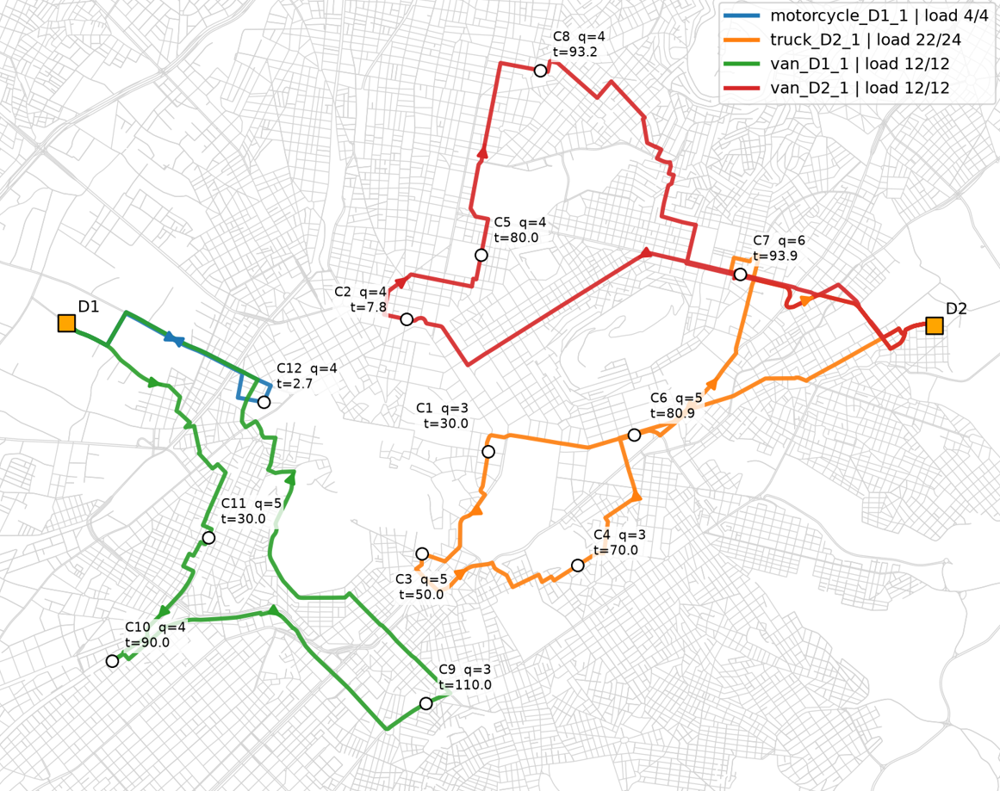 motorcycle_D1_1 | load 4/4
truck_D2_1 | load 22/24
van_D1_1 | load 12/12
van_D2_1 | load 12/12
C8 q=4
t=93.2
C5 q=4
t=80.0
C7 q=6
t=93.9
C2 q=4
t=7.8
D1
D2
C12 q=4
t=2.7
C1 q=3
t=30.0
C6 q=5
t=80.9
C11 q=5
t=30.0
C4 q=3
t=70.0
C3 q=5
t=50.0
C10 q=4
t=90.0
C9 q=3
t=110.0